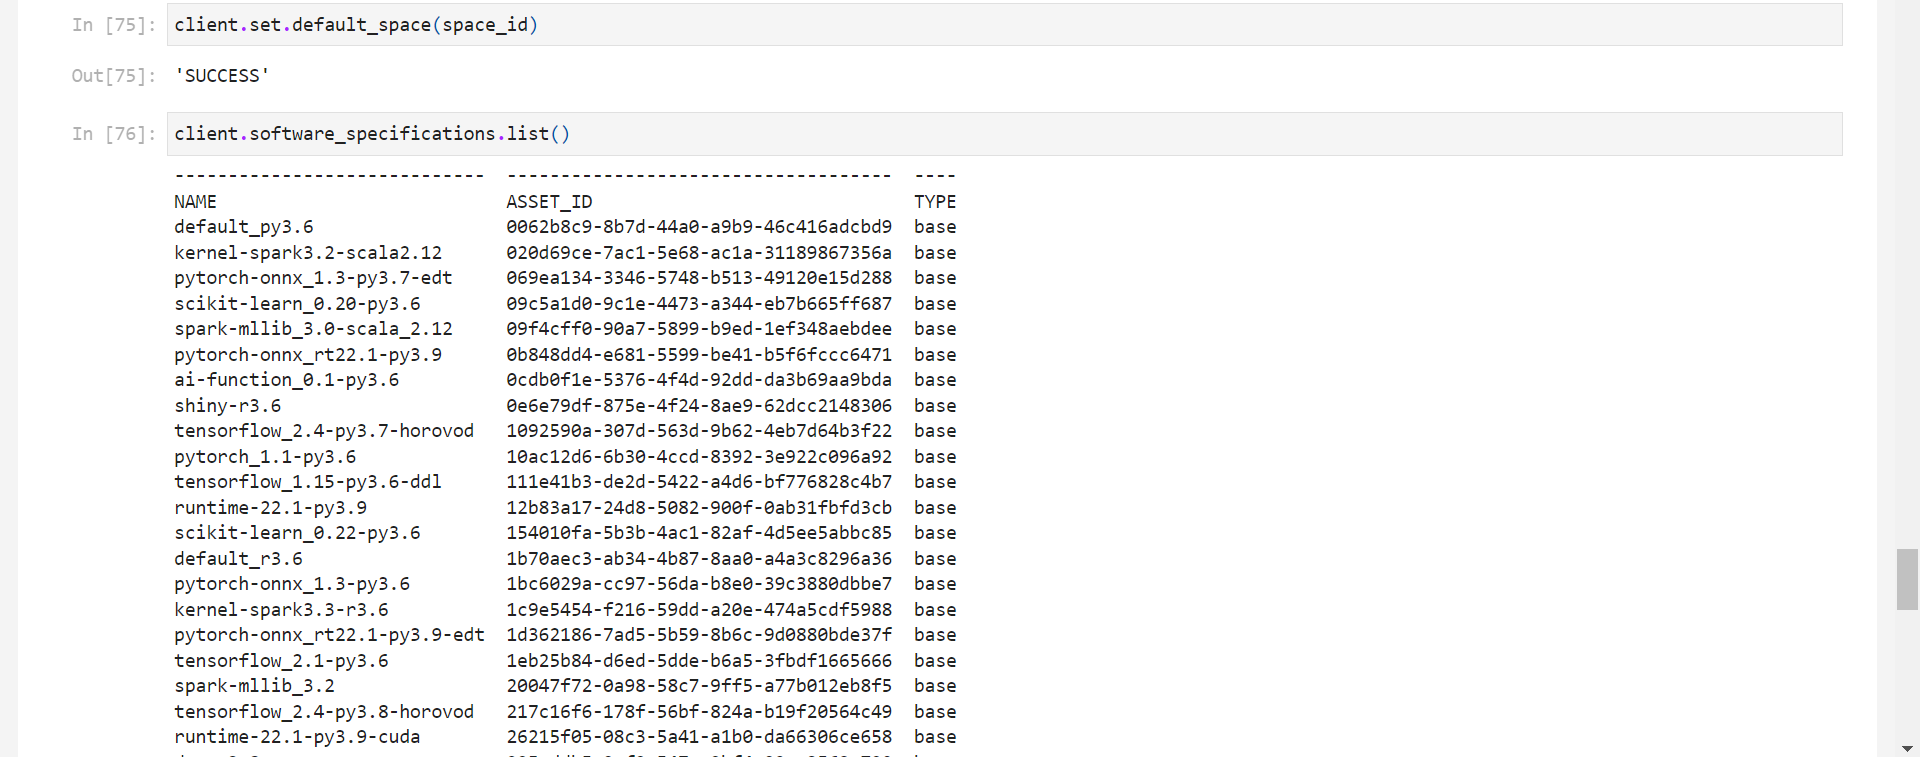 In [75]: client.set.default_space(space_id)
Out[75]: 'SUCCESS'
In [76]: client.software_specifications.list()
----------------------------- ------------------------------------ ----
NAME ASSET_ID TYPE
default_py3.6 0062b8c9-8b7d-44a0-a9b9-46c416adcbd9 base
kernel-spark3.2-scala2.12 020d69ce-7ac1-5e68-ac1a-31189867356a base
pytorch-onnx_1.3-py3.7-edt 069ea134-3346-5748-b513-49120e15d288 base
scikit-learn_0.20-py3.6 09c5a1d0-9c1e-4473-a344-eb7b665ff687 base
spark-mllib_3.0-scala_2.12 09f4cff0-90a7-5899-b9ed-1ef348aebdee base
pytorch-onnx_rt22.1-py3.9 0b848dd4-e681-5599-be41-b5f6fccc6471 base
ai-function_0.1-py3.6 0cdb0f1e-5376-4f4d-92dd-da3b69aa9bda base
shiny-r3.6 0e6e79df-875e-4f24-8ae9-62dcc2148306 base
tensorflow_2.4-py3.7-horovod 1092590a-307d-563d-9b62-4eb7d64b3f22 base
pytorch_1.1-py3.6 10ac12d6-6b30-4ccd-8392-3e922c096a92 base
tensorflow_1.15-py3.6-ddl 111e41b3-de2d-5422-a4d6-bf776828c4b7 base
runtime-22.1-py3.9 12b83a17-24d8-5082-900f-0ab31fbfd3cb base
scikit-learn_0.22-py3.6 154010fa-5b3b-4ac1-82af-4d5ee5abbc85 base
default_r3.6 1b70aec3-ab34-4b87-8aa0-a4a3c8296a36 base
pytorch-onnx_1.3-py3.6 1bc6029a-cc97-56da-b8e0-39c3880dbbe7 base
kernel-spark3.3-r3.6 1c9e5454-f216-59dd-a20e-474a5cdf5988 base
pytorch-onnx_rt22.1-py3.9-edt 1d362186-7ad5-5b59-8b6c-9d0880bde37f base
tensorflow_2.1-py3.6 1eb25b84-d6ed-5dde-b6a5-3fbdf1665666 base
spark-mllib_3.2 20047f72-0a98-58c7-9ff5-a77b012eb8f5 base
tensorflow_2.4-py3.8-horovod 217c16f6-178f-56bf-824a-b19f20564c49 base
runtime-22.1-py3.9-cuda 26215f05-08c3-5a41-a1b0-da66306ce658 base